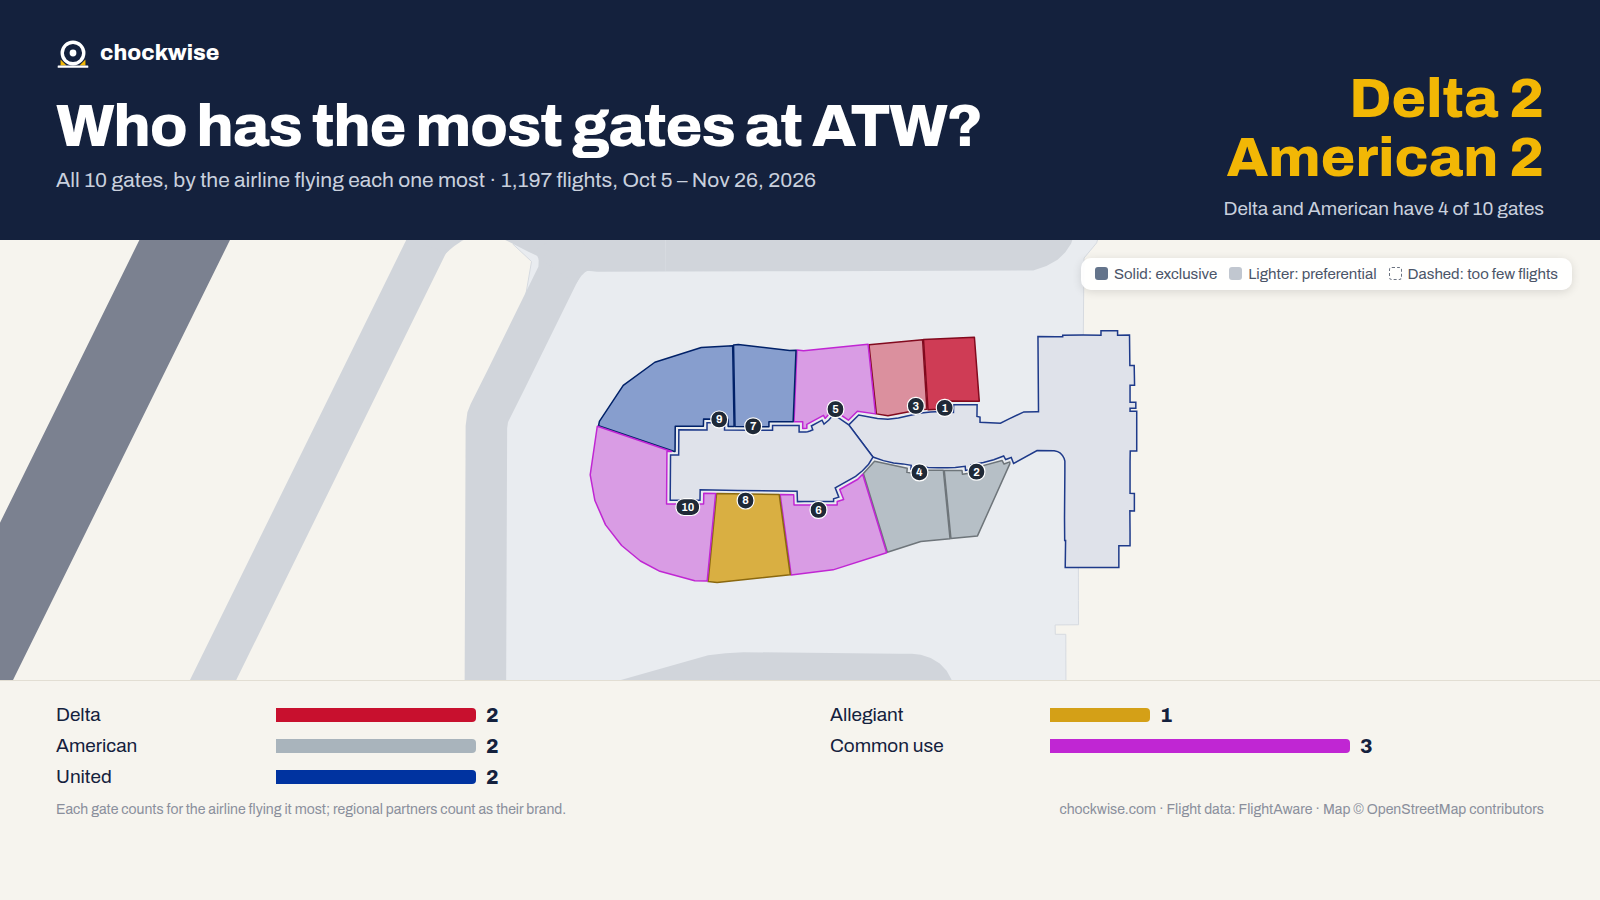 chockwise
Who has the most gates at ATW?
All 10 gates, by the airline flying each one most · 1,197 flights, Oct 5 – Nov 26, 2026
Delta 2
American 2
Delta and American have 4 of 10 gates
Solid: exclusive
Lighter: preferential
Dashed: too few flights
9
7
5
3
1
10
8
6
4
2
Delta 2
American 2
United 2
Allegiant 1
Common use 3
Each gate counts for the airline flying it most; regional partners count as their brand.
chockwise.com · Flight data: FlightAware · Map © OpenStreetMap contributors